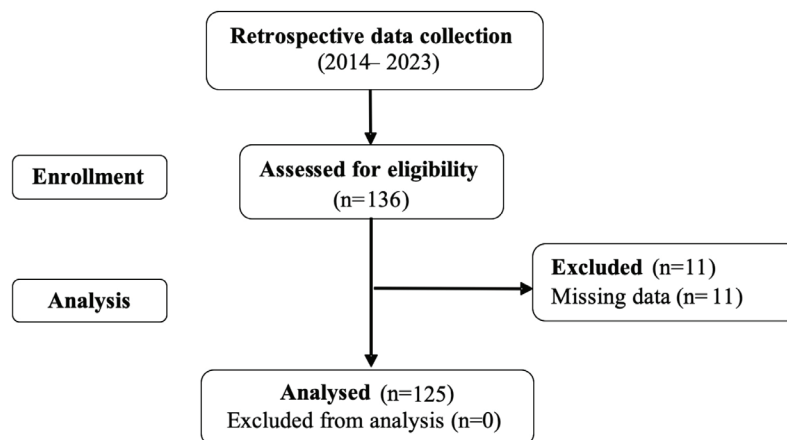 Retrospective data collection
(2014– 2023)
Enrollment
Assessed for eligibility
(n=136)
Excluded (n=11)
Missing data (n= 11)
Analysis
Analysed (n=125)
Excluded from analysis (n=0)